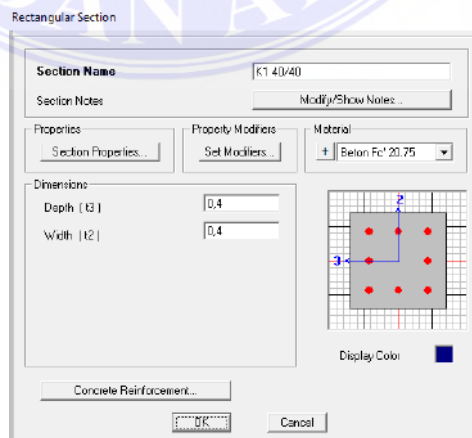 Rectangular Section
Section Name
K1 40/40
Section Notes
Modify/Show Notes...
Properties
Section Properties...
Property Modifiers
Set Modifiers...
Material
+
Beton Fc' 20.75
Dimensions
Depth ( t3 )
0,4
Width ( t2 )
0,4
2
3
Display Color
Concrete Reinforcement...
OK
Cancel